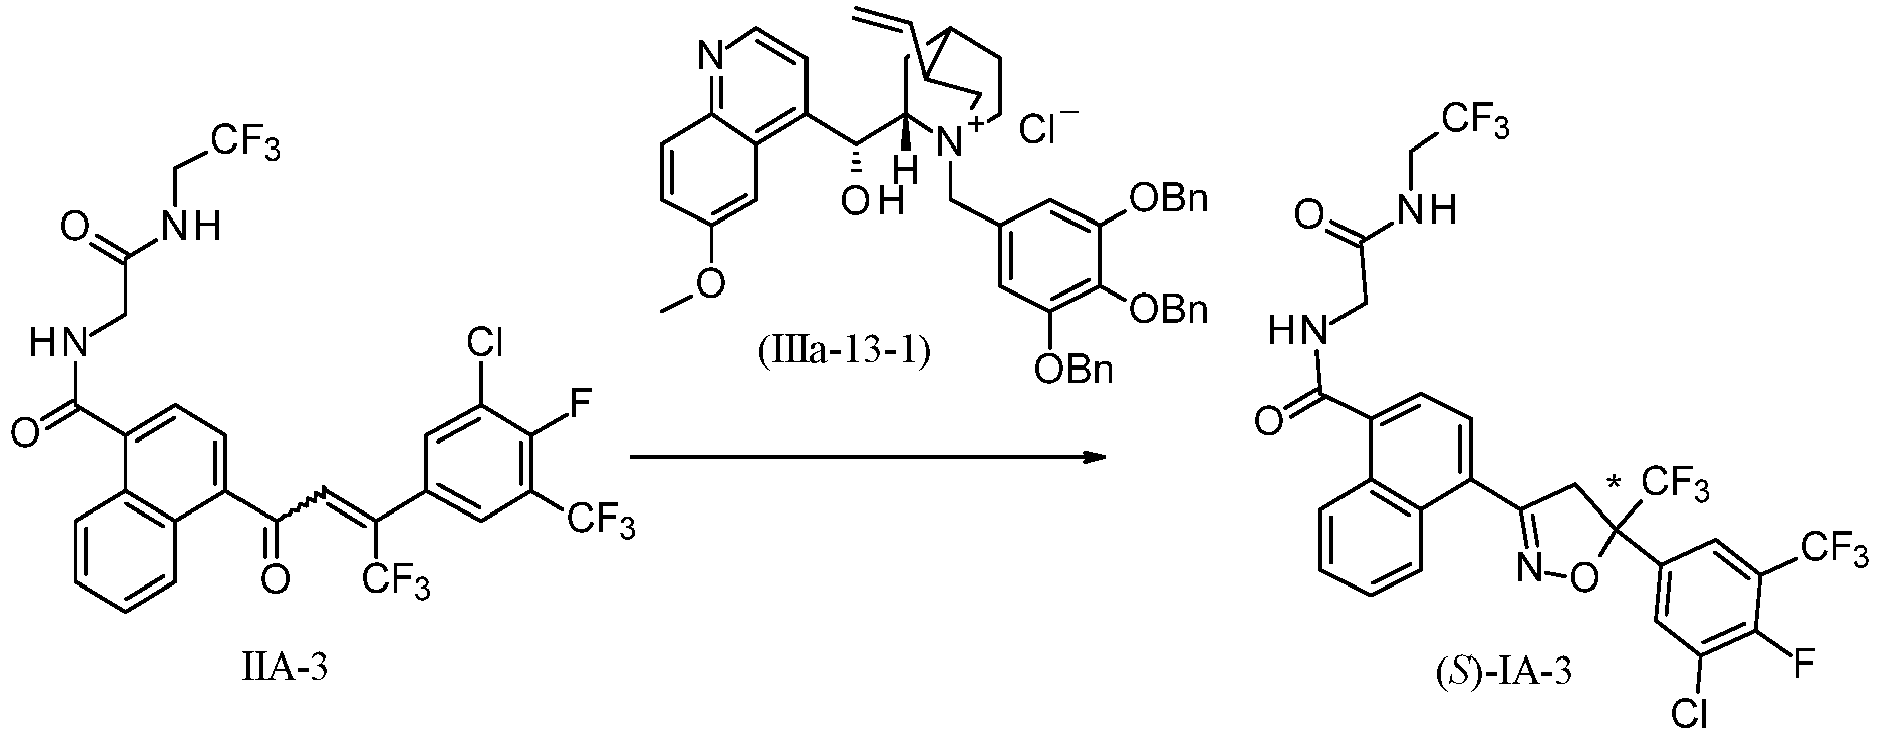 N
CF₃
Cl⁻
CF₃
N
+
O
NH
OH
H
OBn
O
NH
O
OBn
HN
Cl
(IIIa-13-1)
OBn
HN
O
F
O
*
CF₃
CF₃
CF₃
O
CF₃
N
O
IIA-3
(S)-IA-3
F
Cl